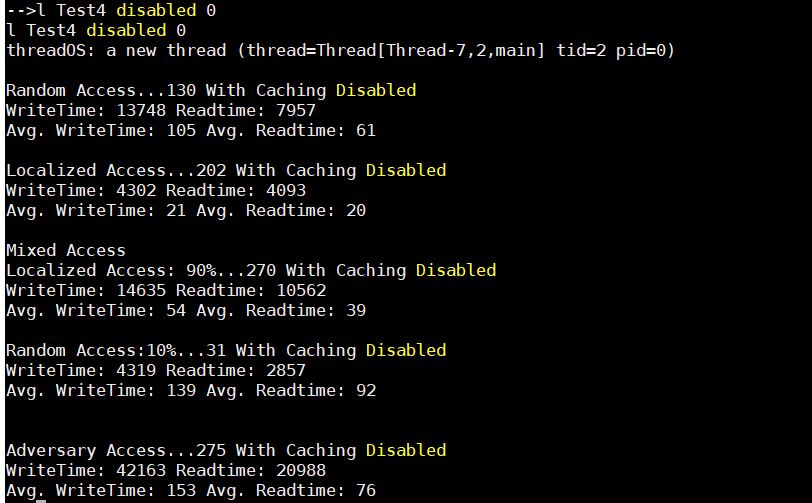 -->l Test4 disabled 0
l Test4 disabled 0
threadOS: a new thread (thread=Thread[Thread-7,2,main] tid=2 pid=0)
Random Access...130 With Caching Disabled
WriteTime: 13748 Readtime: 7957
Avg. WriteTime: 105 Avg. Readtime: 61
Localized Access...202 With Caching Disabled
WriteTime: 4302 Readtime: 4093
Avg. WriteTime: 21 Avg. Readtime: 20
Mixed Access
Localized Access: 90%...270 With Caching Disabled
WriteTime: 14635 Readtime: 10562
Avg. WriteTime: 54 Avg. Readtime: 39
Random Access:10%...31 With Caching Disabled
WriteTime: 4319 Readtime: 2857
Avg. WriteTime: 139 Avg. Readtime: 92
Adversary Access...275 With Caching Disabled
WriteTime: 42163 Readtime: 20988
Avg. WriteTime: 153 Avg. Readtime: 76